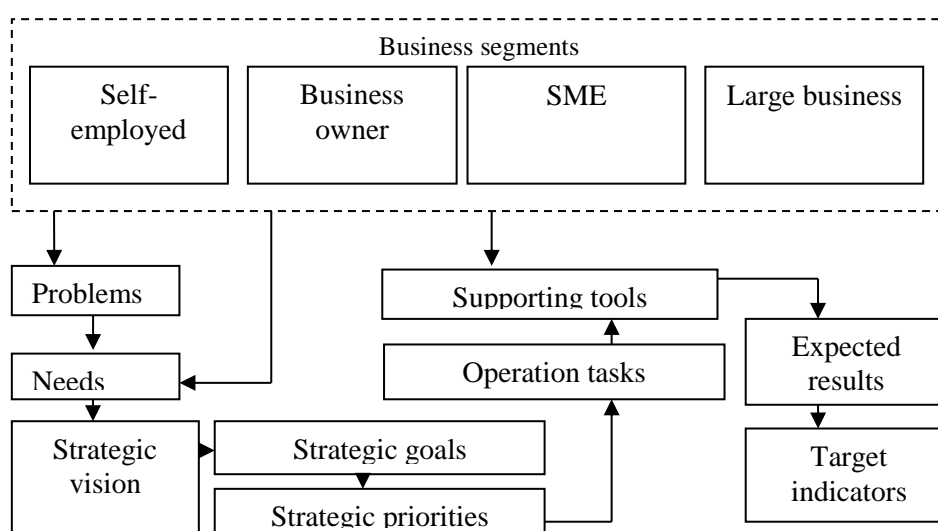 Business segments
Self-
employed
Business
owner
SME
Large business
Problems
Supporting tools
Needs
Operation tasks
Expected
results
Strategic
vision
Strategic goals
Strategic priorities
Target
indicators